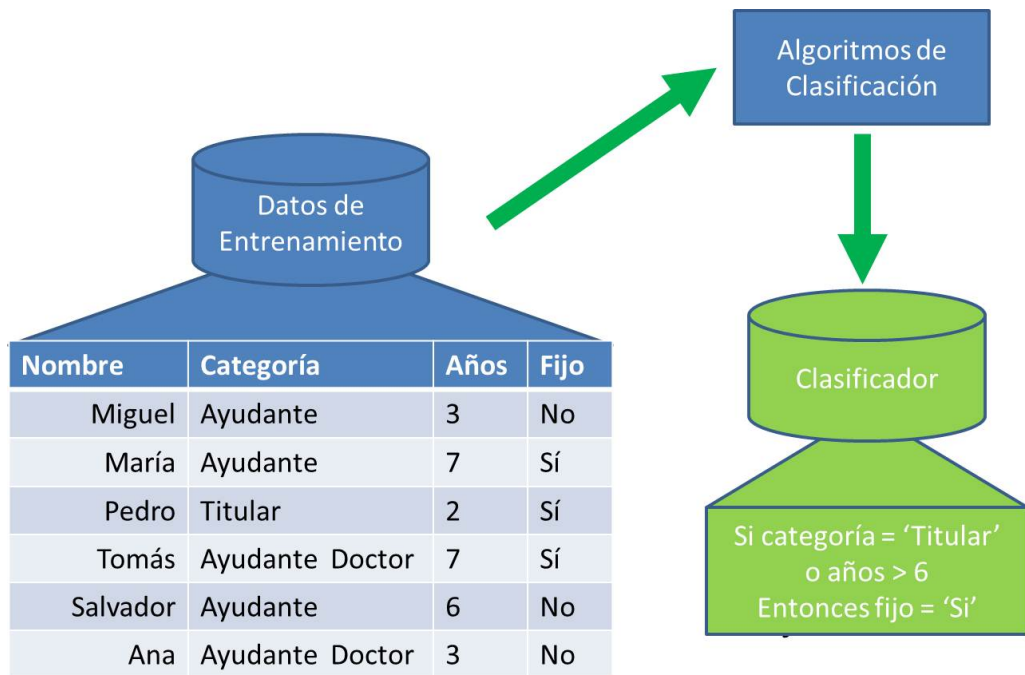 Algoritmos de
Clasificación
Datos de
Entrenamiento
Nombre Categoría Años Fijo
Miguel Ayudante 3 No
María Ayudante 7 Sí
Pedro Titular 2 Sí
Tomás Ayudante Doctor 7 Sí
Salvador Ayudante 6 No
Ana Ayudante Doctor 3 No
Clasificador
Si categoría = ‘Titular’
o años > 6
Entonces fijo = ‘Si’